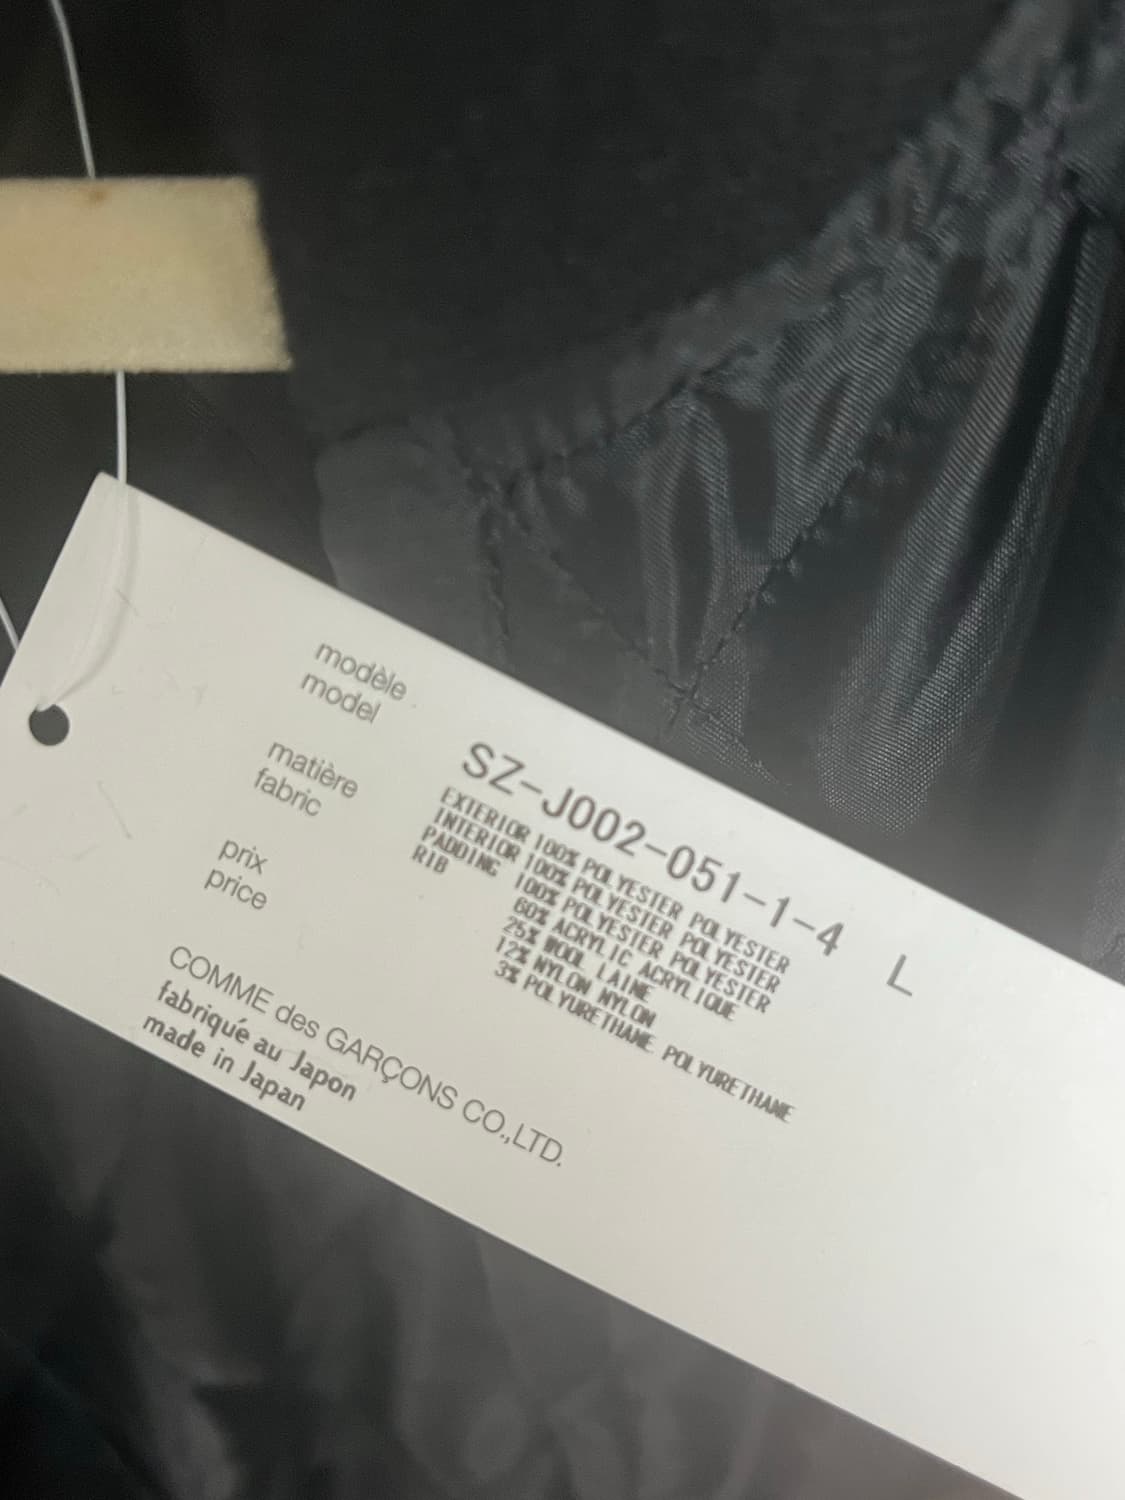 modèle
model
SZ-J002-051-1-4 L
matière
fabric
EXTERIOR 100% POLYESTER POLYESTER
INTERIOR 100% POLYESTER POLYESTER
PADDING 100% POLYESTER POLYESTER
RIB 60% ACRYLIC ACRYLIQUE
25% WOOL LAINE
12% NYLON NYLON
3% POLYURETHANE POLYURETHANE
prix
price
COMME des GARÇONS CO.,LTD.
fabriqué au Japon
made in Japan